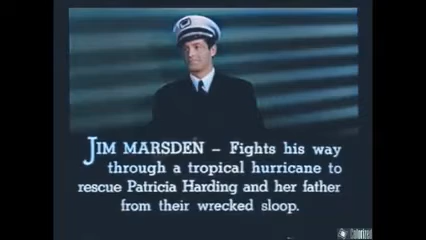 JIM MARSDEN – Fights his way
through a tropical hurricane to
rescue Patricia Harding and her father
from their wrecked sloop.
Colorized